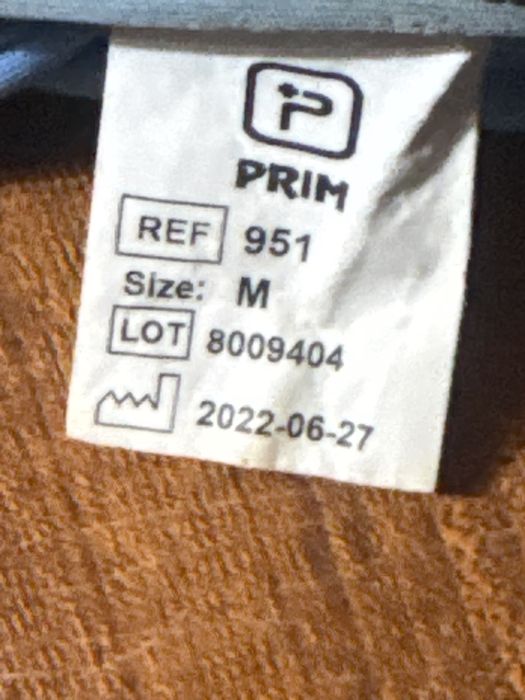 PRIM
REF 951
Size: M
LOT 8009404
2022-06-27